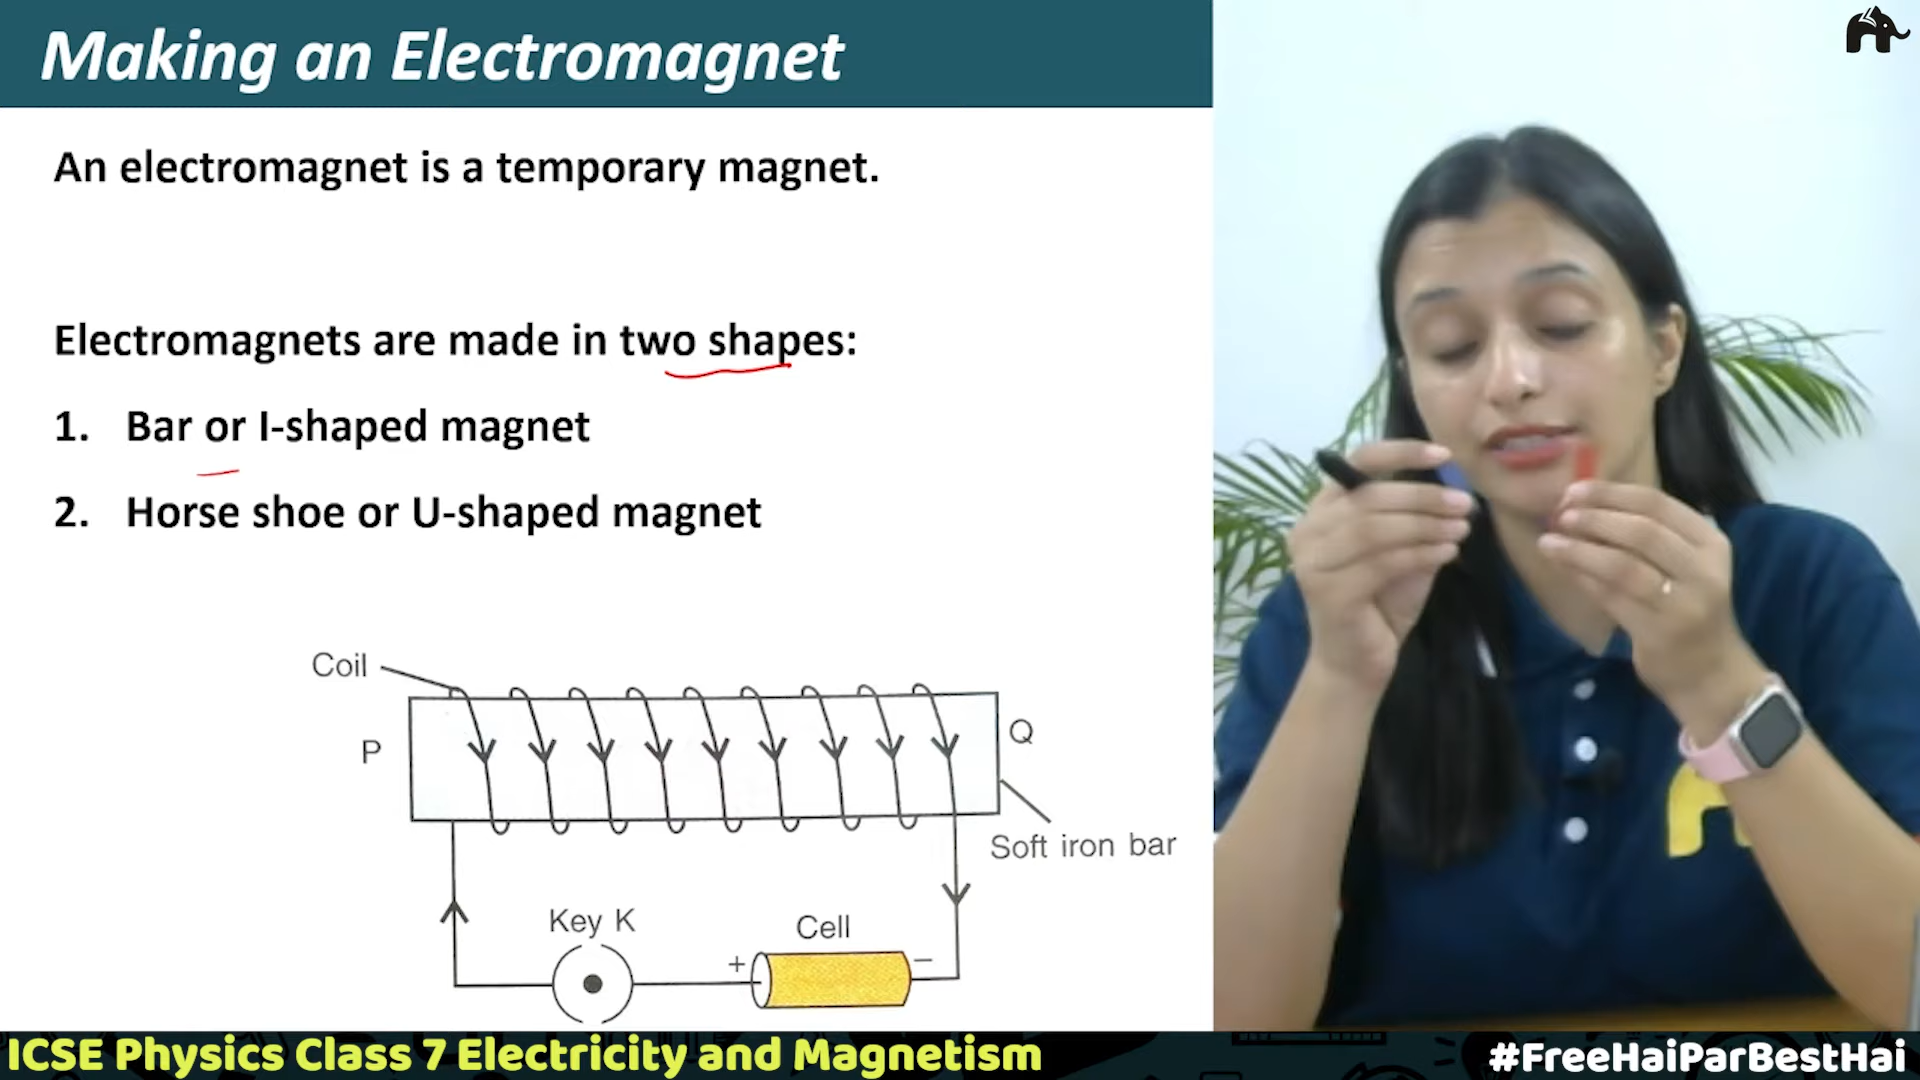 Making an Electromagnet
An electromagnet is a temporary magnet.
Electromagnets are made in two shapes:
1. Bar or I-shaped magnet
2. Horse shoe or U-shaped magnet
Coil
P
Q
Soft iron bar
Key K
Cell
+
−
ICSE Physics Class 7 Electricity and Magnetism
#FreeHaiParBestHai